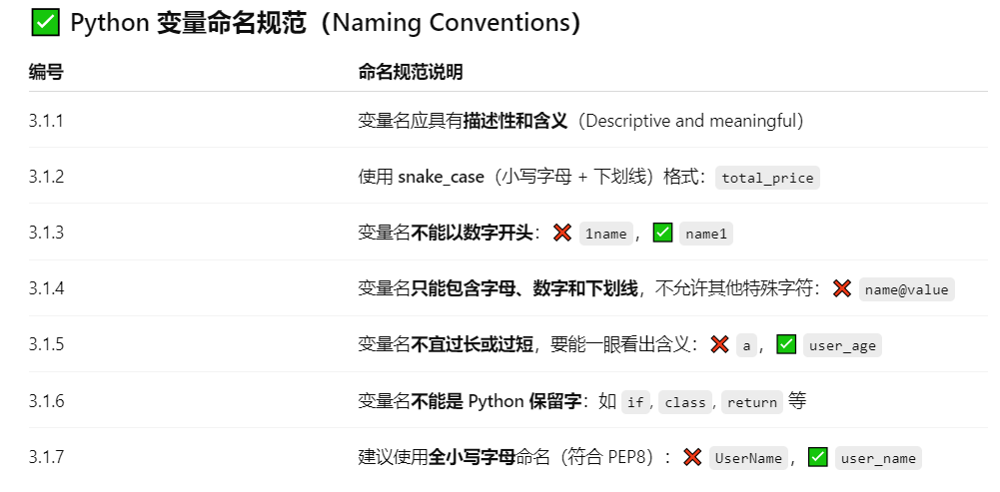 ✅ Python 变量命名规范（Naming Conventions）
编号 命名规范说明
3.1.1 变量名应具有描述性和含义（Descriptive and meaningful）
3.1.2 使用 snake_case（小写字母 + 下划线）格式： total_price
3.1.3 变量名不能以数字开头： ❌ 1name ， ✅ name1
3.1.4 变量名只能包含字母、数字和下划线，不允许其他特殊字符： ❌ name@value
3.1.5 变量名不宜过长或过短，要能一眼看出含义： ❌ a ， ✅ user_age
3.1.6 变量名不能是 Python 保留字：如 if , class , return 等
3.1.7 建议使用全小写字母命名（符合 PEP8）： ❌ UserName ， ✅ user_name